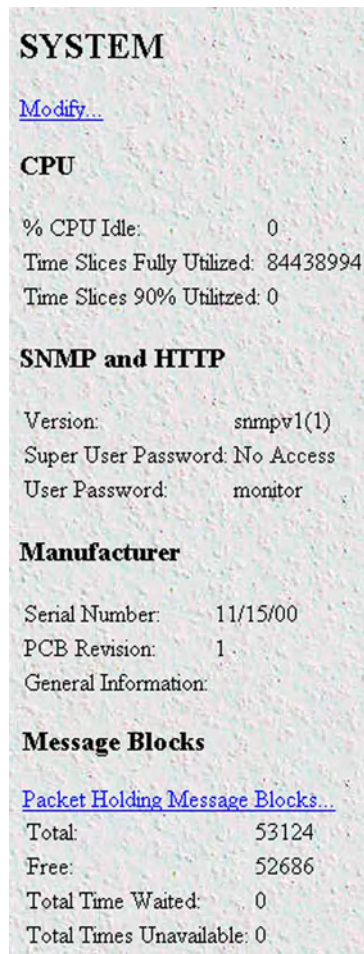 SYSTEM
Modify...
CPU
% CPU Idle: 0
Time Slices Fully Utilized: 84438994
Time Slices 90% Utilitzed: 0
SNMP and HTTP
Version: snmpv1(1)
Super User Password: No Access
User Password: monitor
Manufacturer
Serial Number: 11/15/00
PCB Revision: 1
General Information:
Message Blocks
Packet Holding Message Blocks...
Total: 53124
Free: 52686
Total Time Waited: 0
Total Times Unavailable: 0